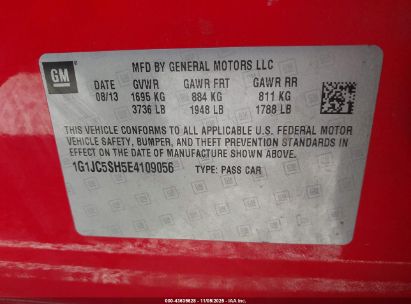 GM
MFD BY GENERAL MOTORS LLC
DATE GVWR GAWR FRT GAWR RR
08/13 1695 KG 884 KG 811 KG
3736 LB 1948 LB 1788 LB
THIS VEHICLE CONFORMS TO ALL APPLICABLE U.S. FEDERAL MOTOR
VEHICLE SAFETY, BUMPER, AND THEFT PREVENTION STANDARDS IN
EFFECT ON THE DATE OF MANUFACTURE SHOWN ABOVE.
1G1JC5SH5E4109056 TYPE: PASS CAR